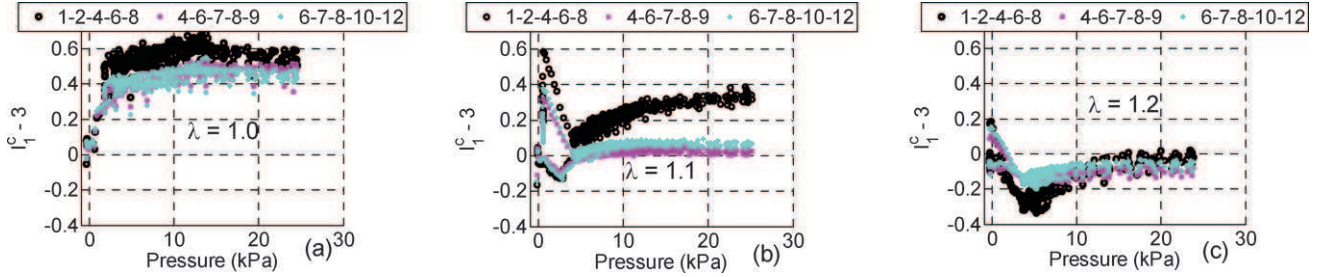 1-2-4-6-8 4-6-7-8-9 6-7-8-10-12
0.6
0.4
0.2
0
-0.2
-0.4
I₁ᶜ - 3
λ = 1.0
0 10 20 30
Pressure (kPa)
(a)
1-2-4-6-8 4-6-7-8-9 6-7-8-10-12
0.6
0.4
0.2
0
-0.2
-0.4
I₁ᶜ - 3
λ = 1.1
0 10 20 30
Pressure (kPa)
(b)
1-2-4-6-8 4-6-7-8-9 6-7-8-10-12
0.6
0.4
0.2
0
-0.2
-0.4
I₁ᶜ - 3
λ = 1.2
0 10 20 30
Pressure (kPa)
(c)